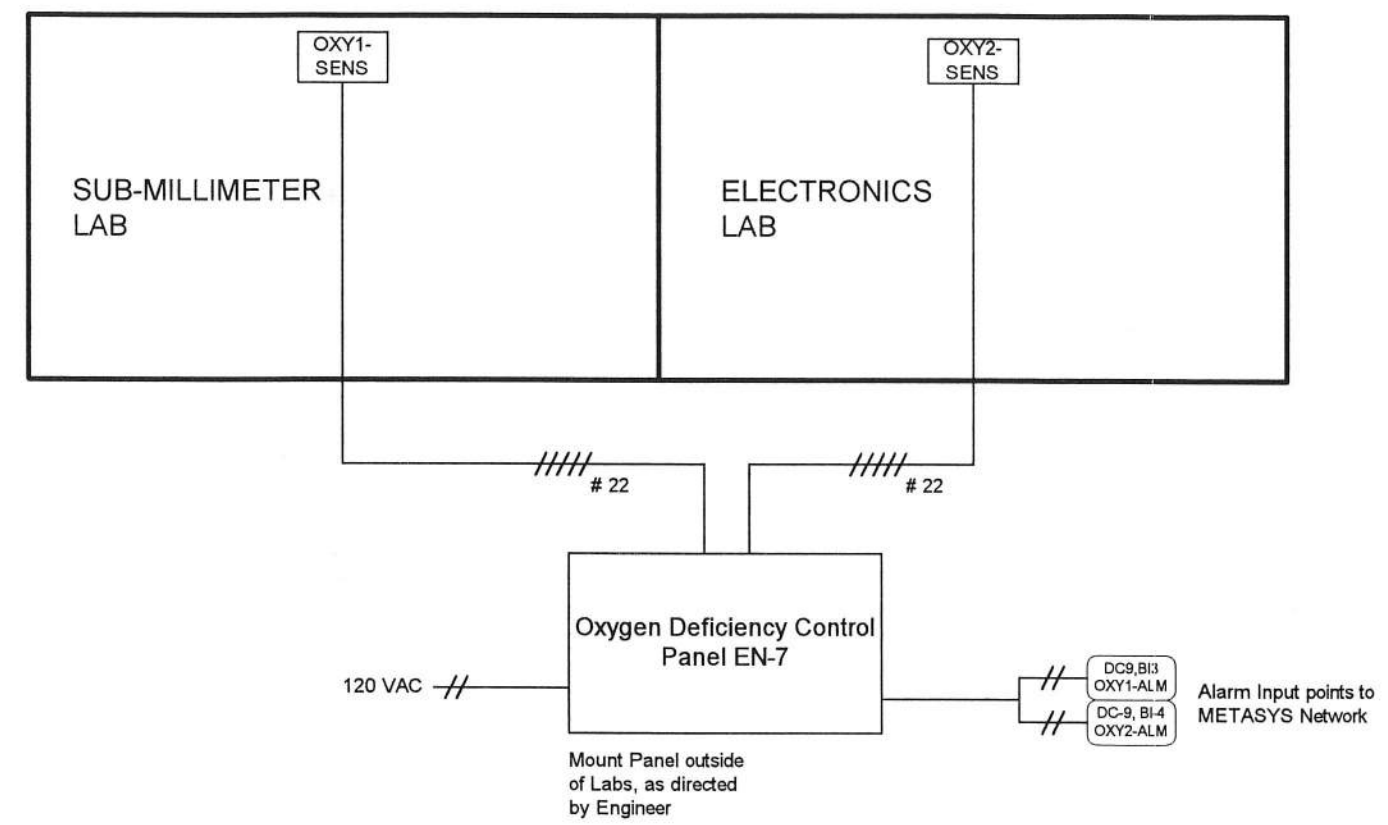 OXY1-
SENS
OXY2-
SENS
SUB-MILLIMETER
LAB
ELECTRONICS
LAB
# 22
# 22
Oxygen Deficiency Control
Panel EN-7
120 VAC
DC9,BI3
OXY1-ALM
DC-9, BI-4
OXY2-ALM
Alarm Input points to
METASYS Network
Mount Panel outside
of Labs, as directed
by Engineer